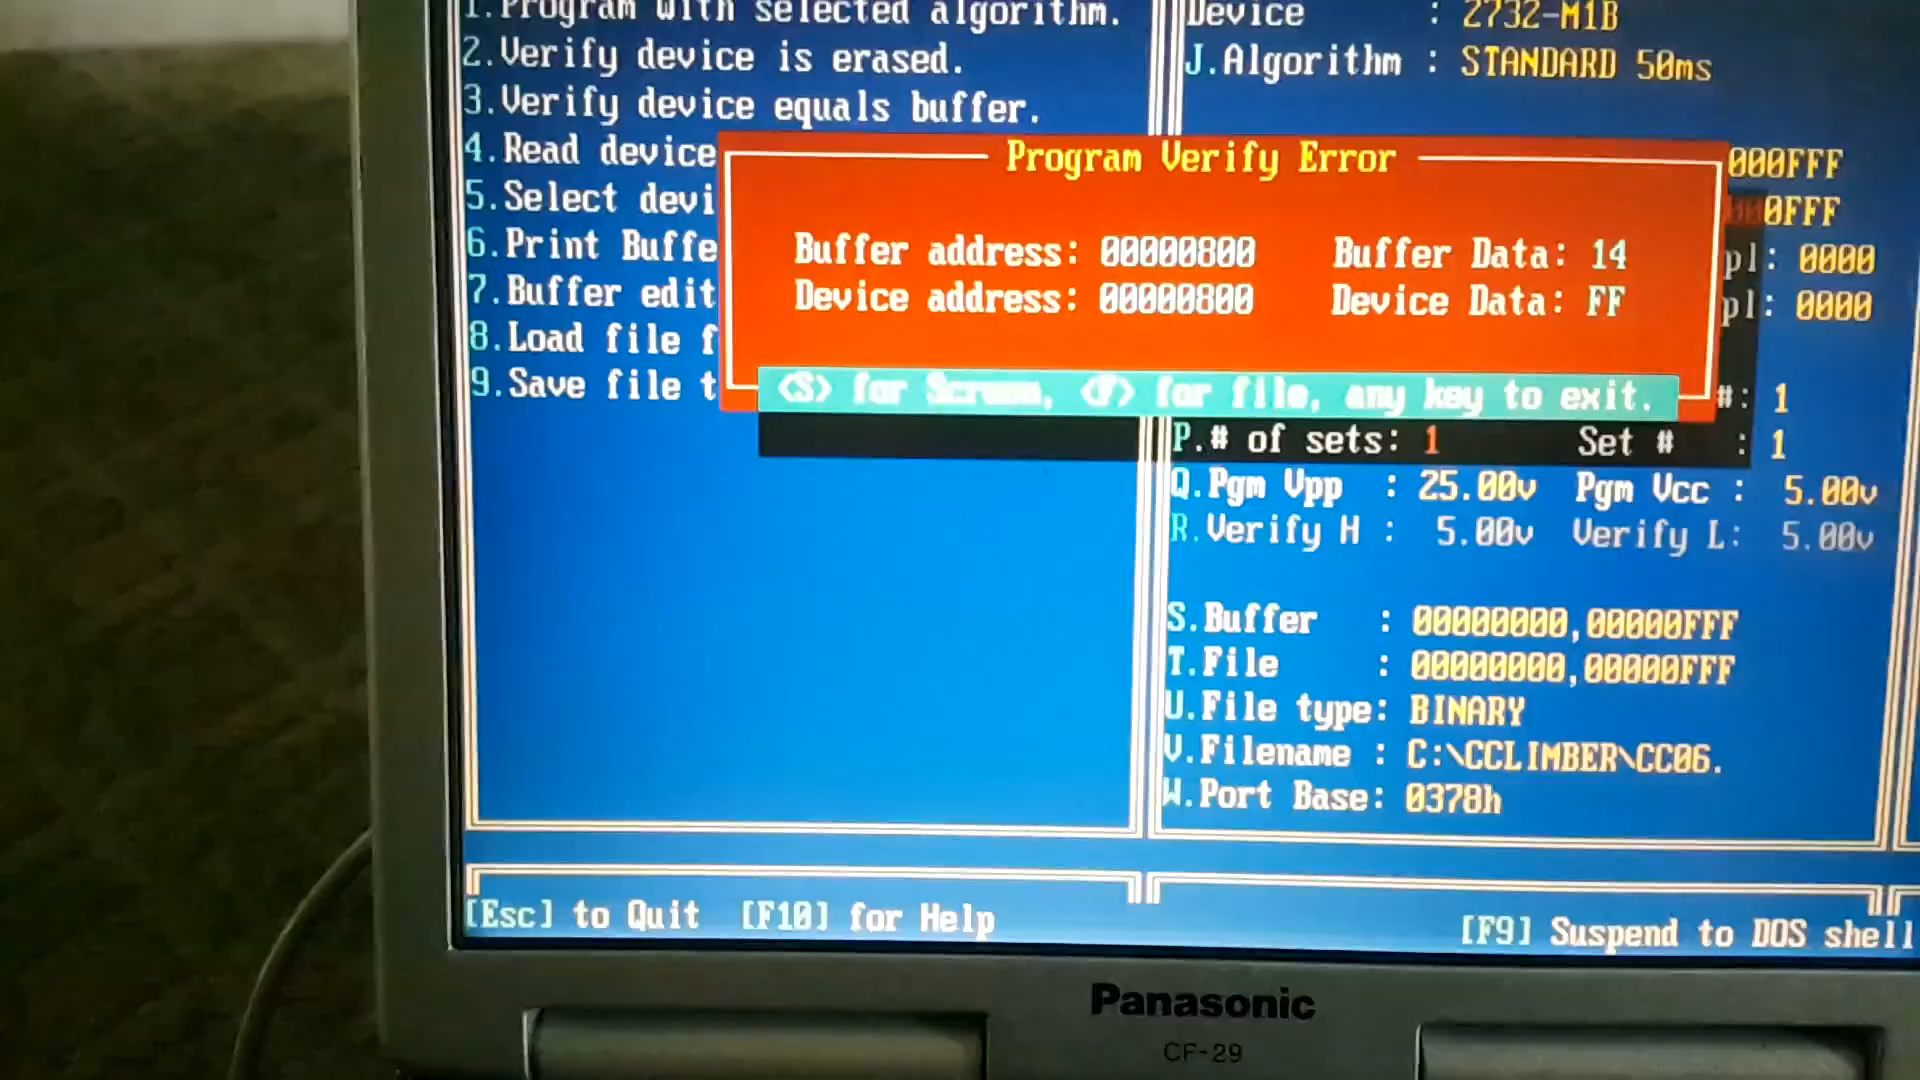 1.Program with selected algorithm.
2.Verify device is erased.
3.Verify device equals buffer.
4.Read device
5.Select devi
6.Print Buffe
7.Buffer edit
8.Load file f
9.Save file t
Device : 2732-M1B
J.Algorithm : STANDARD 50ms
000FFF
0FFF
pl: 0000
pl: 0000
#: 1
Program Verify Error
Buffer address: 00000800 Buffer Data: 14
Device address: 00000800 Device Data: FF
<S> for Screen, <F> for file, any key to exit.
P.# of sets: 1 Set # : 1
Q.Pgm Vpp : 25.00v Pgm Vcc : 5.00v
R.Verify H : 5.00v Verify L: 5.00v
S.Buffer : 00000000,00000FFF
T.File : 00000000,00000FFF
U.File type: BINARY
V.Filename : C:\CCLIMBER\CC06.
W.Port Base: 0378h
[Esc] to Quit [F10] for Help
[F9] Suspend to DOS shell
Panasonic
CF-29